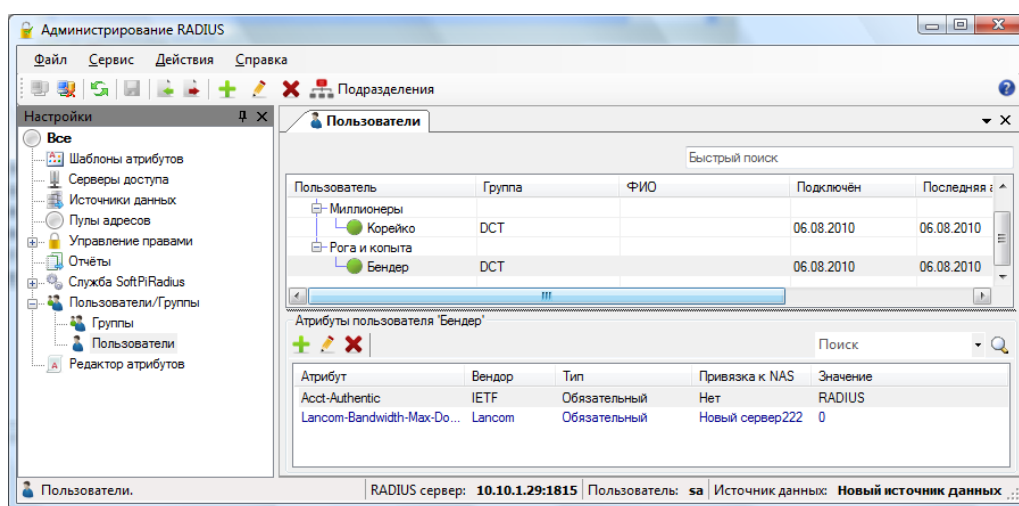 Администрирование RADIUS
Файл Сервис Действия Справка
Подразделения
Настройки
Все
Шаблоны атрибутов
Серверы доступа
Источники данных
Пулы адресов
Управление правами
Отчёты
Служба SoftPiRadius
Пользователи/Группы
Группы
Пользователи
Редактор атрибутов
Пользователи
Быстрый поиск
Пользователь Группа ФИО Подключён Последняя
Миллионеры
Корейко DCT 06.08.2010 06.08.2010
Рога и копыта
Бендер DCT 06.08.2010 06.08.2010
Атрибуты пользователя 'Бендер'
Поиск
Атрибут Вендор Тип Привязка к NAS Значение
Acct-Authentic IETF Обязательный Нет RADIUS
Lancom-Bandwidth-Max-Do... Lancom Обязательный Новый сервер222 0
Пользователи. RADIUS сервер: 10.10.1.29:1815 Пользователь: sa Источник данных: Новый источник данных